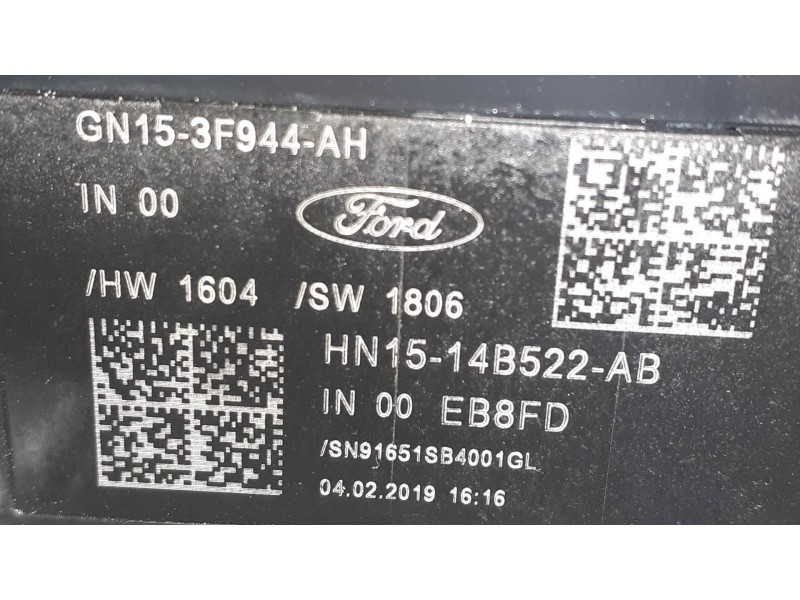 GN15-3F944-AH
IN 00
Ford
/HW 1604 /SW 1806
HN15-14B522-AB
IN 00 EB8FD
/SN91651SB4001GL
04.02.2019 16:16